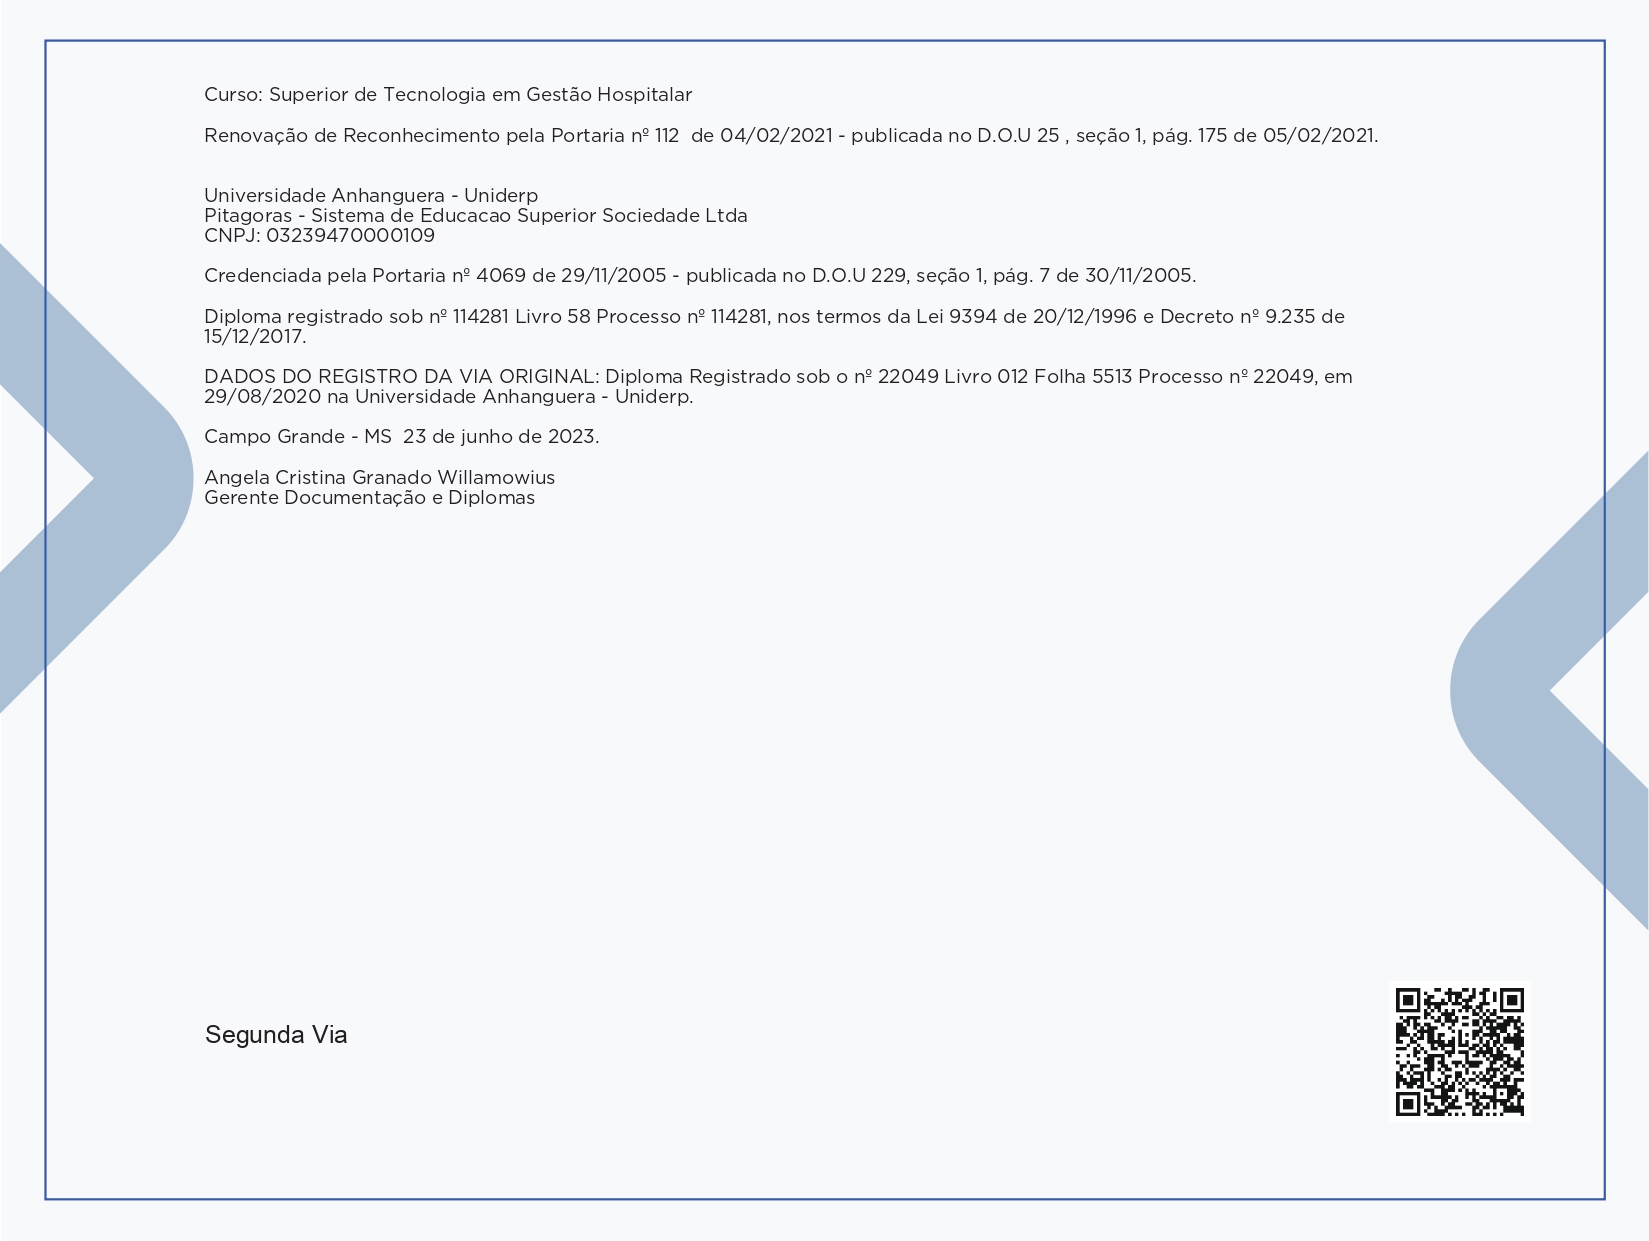 Curso: Superior de Tecnologia em Gestão Hospitalar
Renovação de Reconhecimento pela Portaria nº 112  de 04/02/2021 - publicada no D.O.U 25 , seção 1, pág. 175 de 05/02/2021.
Universidade Anhanguera - Uniderp
Pitagoras - Sistema de Educacao Superior Sociedade Ltda
CNPJ: 03239470000109
Credenciada pela Portaria nº 4069 de 29/11/2005 - publicada no D.O.U 229, seção 1, pág. 7 de 30/11/2005.
Diploma registrado sob nº 114281 Livro 58 Processo nº 114281, nos termos da Lei 9394 de 20/12/1996 e Decreto nº 9.235 de
15/12/2017.
DADOS DO REGISTRO DA VIA ORIGINAL: Diploma Registrado sob o nº 22049 Livro 012 Folha 5513 Processo nº 22049, em
29/08/2020 na Universidade Anhanguera - Uniderp.
Campo Grande - MS  23 de junho de 2023.
Angela Cristina Granado Willamowius
Gerente Documentação e Diplomas
Segunda Via